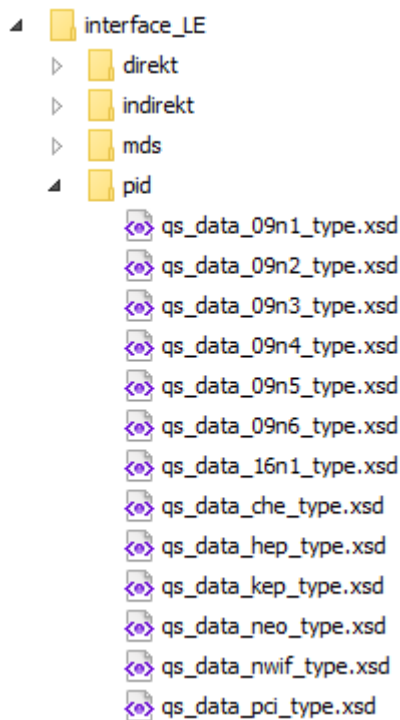 interface_LE
direkt
indirekt
mds
pid
qs_data_09n1_type.xsd
qs_data_09n2_type.xsd
qs_data_09n3_type.xsd
qs_data_09n4_type.xsd
qs_data_09n5_type.xsd
qs_data_09n6_type.xsd
qs_data_16n1_type.xsd
qs_data_che_type.xsd
qs_data_hep_type.xsd
qs_data_kep_type.xsd
qs_data_neo_type.xsd
qs_data_nwif_type.xsd
qs_data_pci_type.xsd